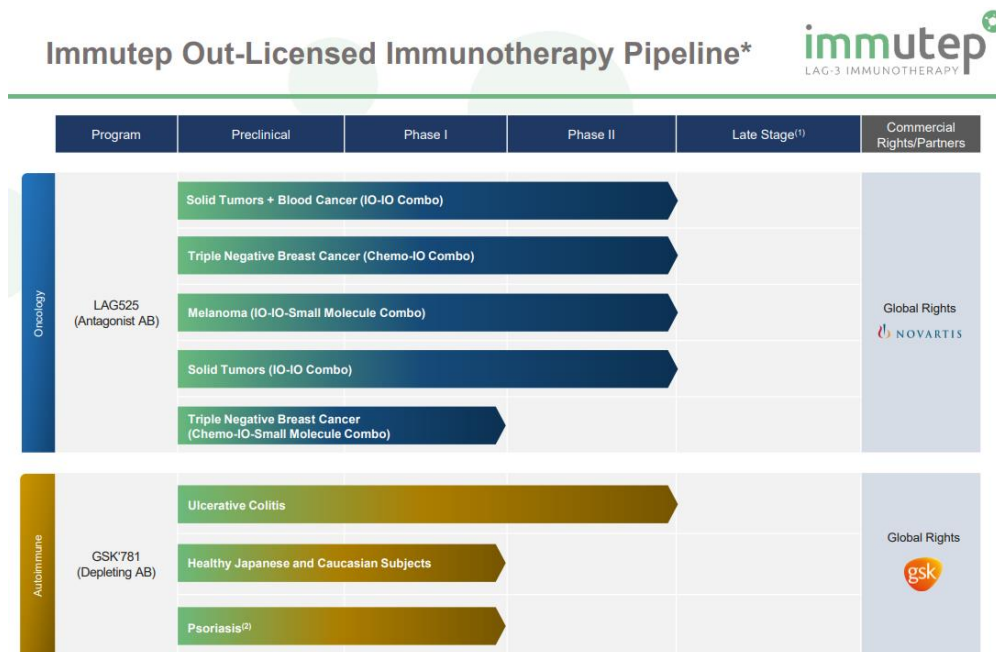 Immutep Out-Licensed Immunotherapy Pipeline*
immutep
LAG-3 IMMUNOTHERAPY
Program
Preclinical
Phase I
Phase II
Late Stage(1)
Commercial
Rights/Partners
Oncology
LAG525
(Antagonist AB)
Solid Tumors + Blood Cancer (IO-IO Combo)
Triple Negative Breast Cancer (Chemo-IO Combo)
Melanoma (IO-IO-Small Molecule Combo)
Solid Tumors (IO-IO Combo)
Triple Negative Breast Cancer
(Chemo-IO-Small Molecule Combo)
Global Rights
NOVARTIS
Autoimmune
GSK'781
(Depleting AB)
Ulcerative Colitis
Healthy Japanese and Caucasian Subjects
Psoriasis(2)
Global Rights
gsk